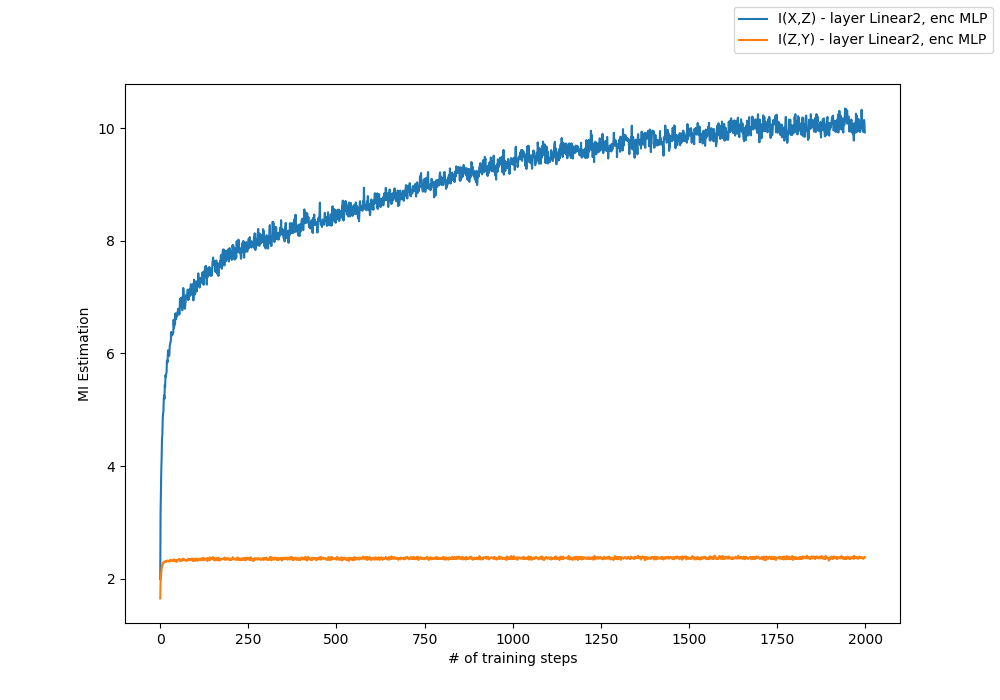 I(X,Z) - layer Linear2, enc MLP
I(Z,Y) - layer Linear2, enc MLP
10
8
6
4
2
MI Estimation
0 250 500 750 1000 1250 1500 1750 2000
# of training steps